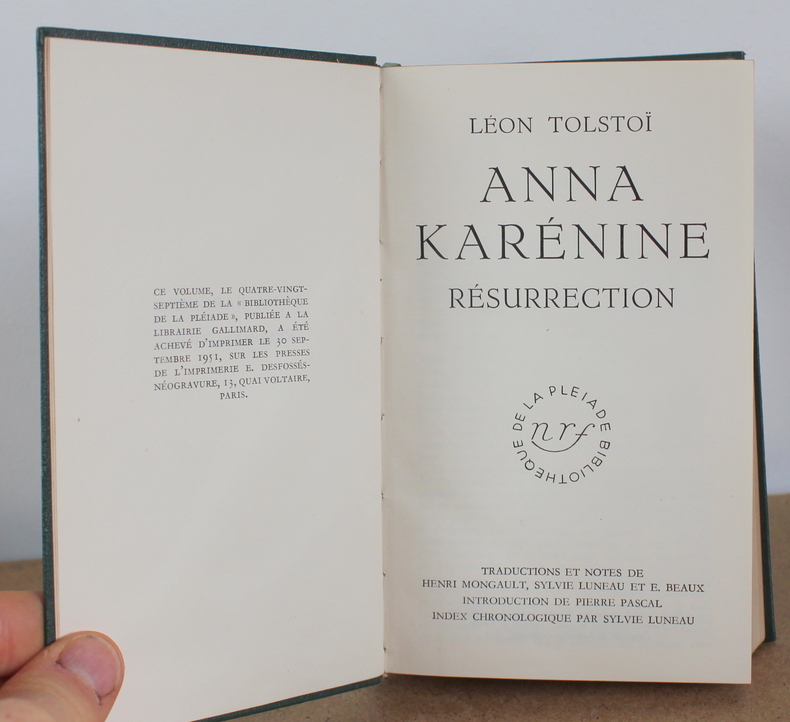 CE VOLUME, LE QUATRE-VINGT-
SEPTIÈME DE LA « BIBLIOTHÈQUE
DE LA PLÉIADE », PUBLIÉE A LA
LIBRAIRIE GALLIMARD, A ÉTÉ
ACHEVÉ D'IMPRIMER LE 30 SEP-
TEMBRE 1951, SUR LES PRESSES
DE L'IMPRIMERIE E. DESFOSSÉS-
NÉOGRAVURE, 13, QUAI VOLTAIRE,
PARIS.
LÉON TOLSTOÏ
ANNA
KARÉNINE
RÉSURRECTION
BIBLIOTHÈQUE DE LA PLEIADE
nrf
TRADUCTIONS ET NOTES DE
HENRI MONGAULT, SYLVIE LUNEAU ET E. BEAUX
INTRODUCTION DE PIERRE PASCAL
INDEX CHRONOLOGIQUE PAR SYLVIE LUNEAU